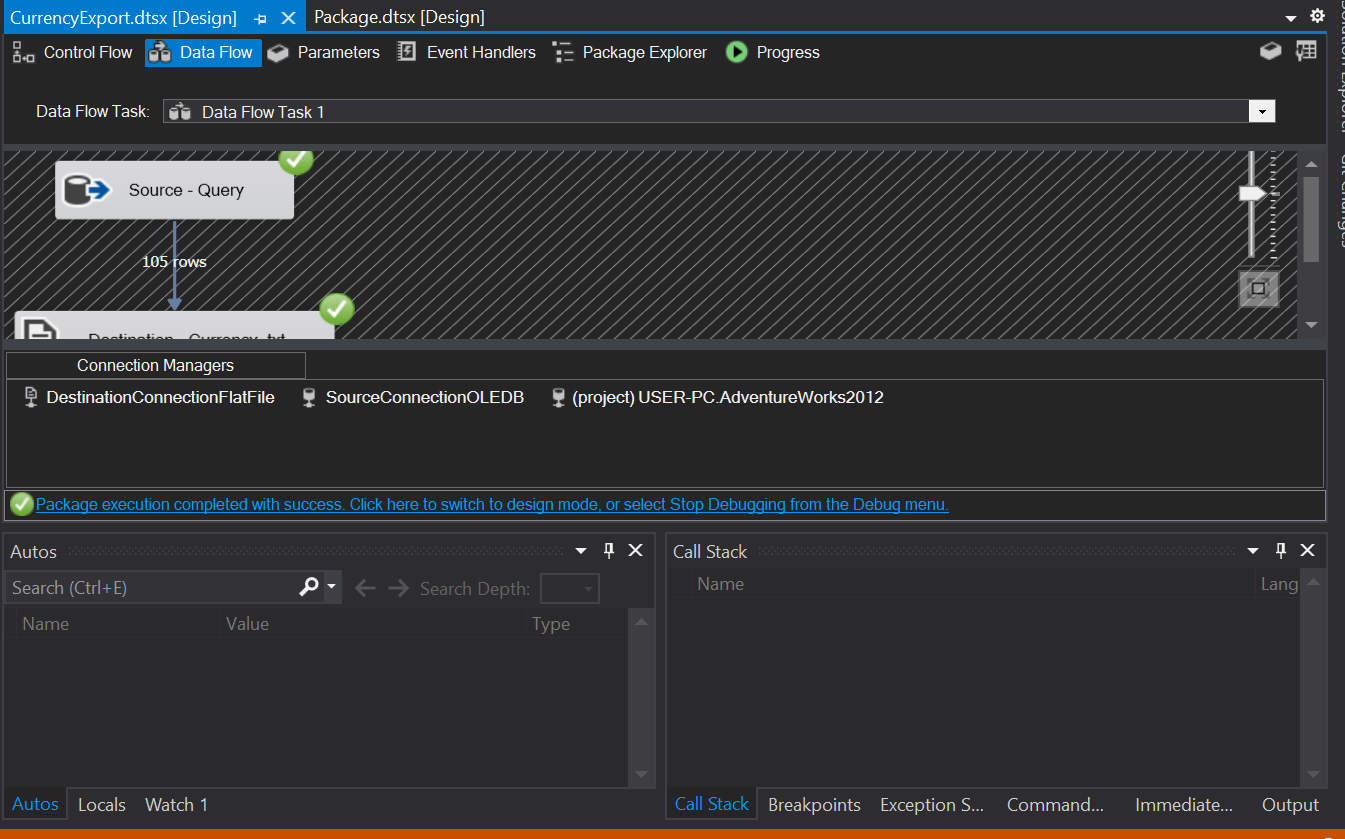 CurrencyExport.dtsx [Design]
Package.dtsx [Design]
Control Flow
Data Flow
Parameters
Event Handlers
Package Explorer
Progress
Data Flow Task:
Data Flow Task 1
Source - Query
105 rows
Destination - Currency_txt
Connection Managers
DestinationConnectionFlatFile
SourceConnectionOLEDB
(project) USER-PC.AdventureWorks2012
Package execution completed with success. Click here to switch to design mode, or select Stop Debugging from the Debug menu.
Autos
Search (Ctrl+E)
Search Depth:
Name
Value
Type
Autos
Locals
Watch 1
Call Stack
Name
Lang
Call Stack
Breakpoints
Exception S...
Command...
Immediate...
Output